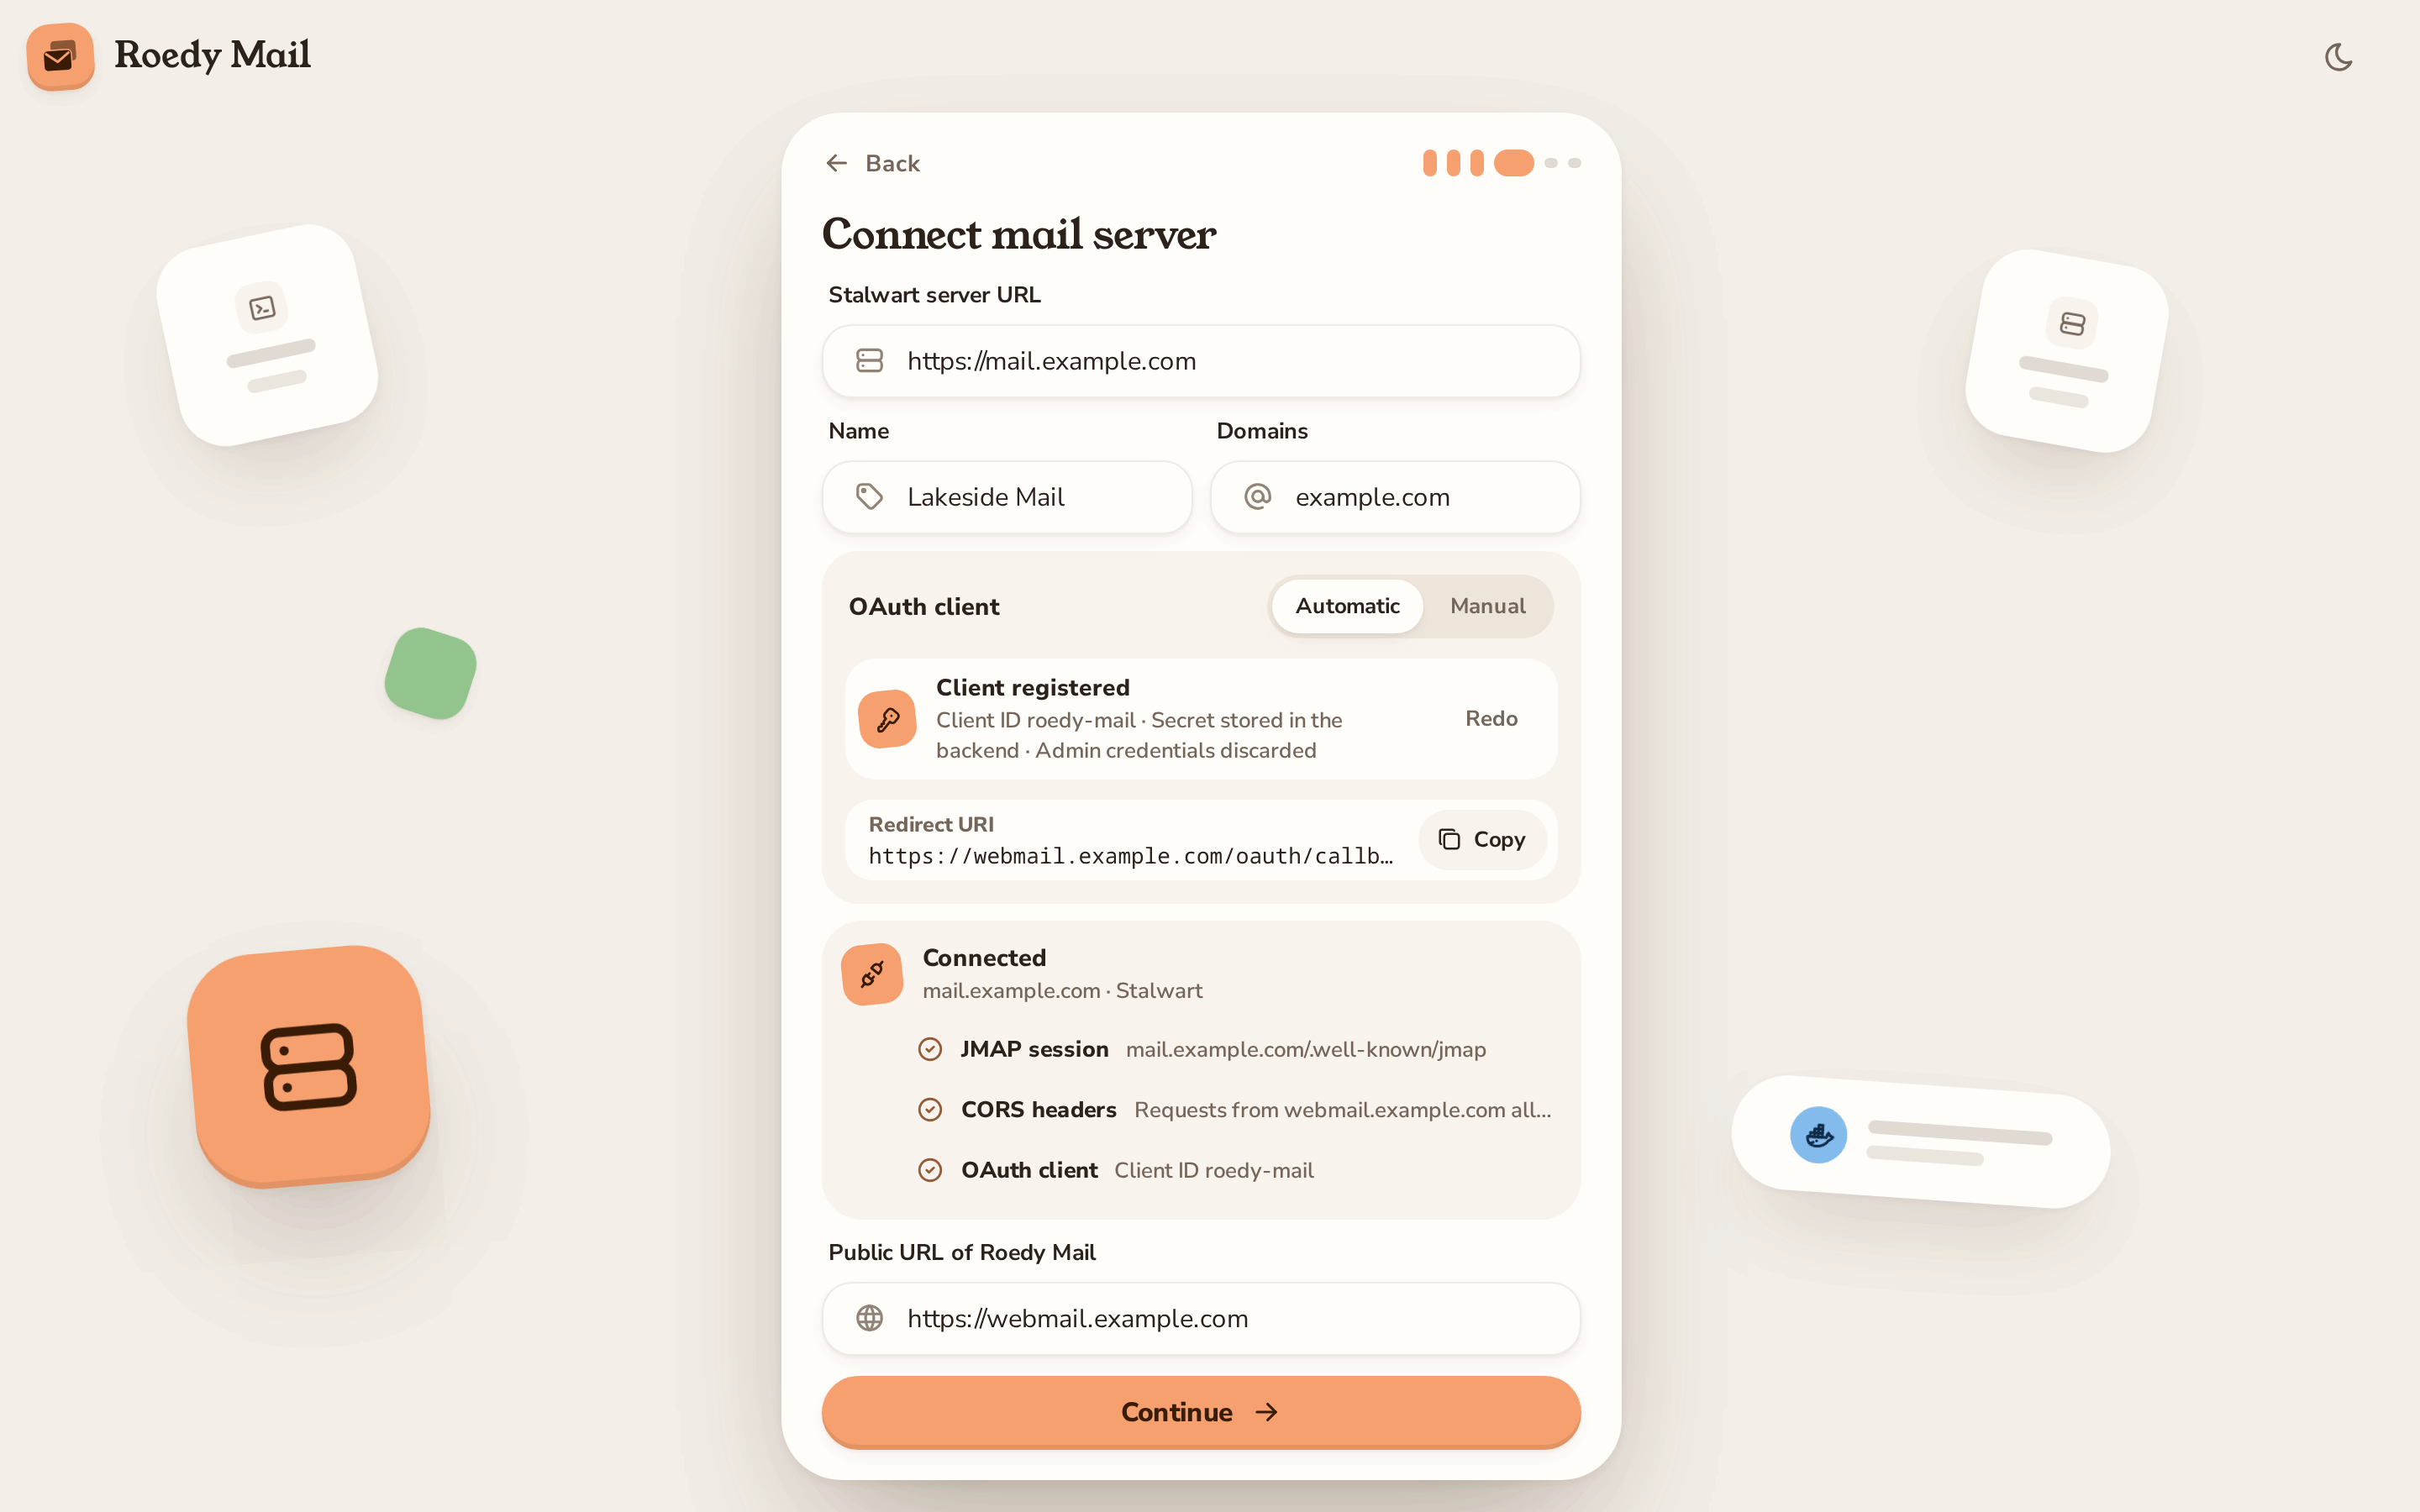 Roedy Mail
Back
Connect mail server
Stalwart server URL
https://mail.example.com
Name
Domains
Lakeside Mail
example.com
OAuth client
Automatic
Manual
Client registered
Client ID roedy-mail · Secret stored in the
backend · Admin credentials discarded
Redo
Redirect URI
https://webmail.example.com/oauth/callb…
Copy
Connected
mail.example.com · Stalwart
JMAP session mail.example.com/.well-known/jmap
CORS headers Requests from webmail.example.com all…
OAuth client Client ID roedy-mail
Public URL of Roedy Mail
https://webmail.example.com
Continue